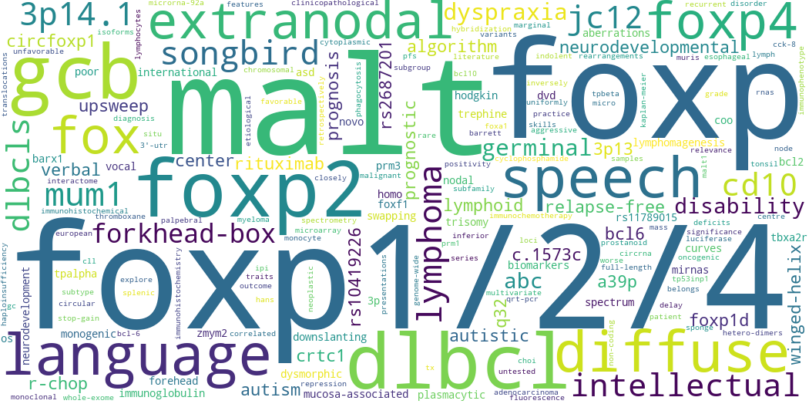 3p14.1 extranodal dyspraxia jc12 foxp4
circfoxp1 songbird algorithm neurodevelopmental
gcb malt foxp
upsweep international prognosis rs2687201
fox germinal 3p13
dlbcls verbal vocal center rituximab prognostic
mum1 foxp2 lymphoma speech cd10
lymphoid relapse-free disability
forkhead-box rs10419226
foxp1/2/4
language dlbcl diffuse
abc c.1573c bcl6 a39p biomarkers spectrum
autistic q32 foxp1d winged-helix
monogenic zmym2 crtc1 downslanting
r-chop autism immunoglobulin mucosa-associated
intellectual
microrna-92a features clinicopathological
isoforms lymphocytes cytoplasmic
unfavorable poor asd subgroup pfs
translocations diagnosis situ novo
3'-utr barx1 prm3 homo foxf1
chromosomal favorable etiological phagocytosis
hybridization variants marginal recurrent disorder
aberrations literature indolent rearrangements
bcl10 inversely uniformly hodgkin trephine
dvd practice skills aggressive barrett
tpbeta micro coo kaplan-meier grade
esophageal lymph cck-8 muris immunophenotype
rnas node lymphomagenesis relevance
samples tonsil bcl2 malt1
positivity nodal subfamily trisomy
rare closely malignant swapping
interactome immunohistochemical thromboxane palpebral
myeloma spectrometry microarray monocyte
european haploinsufficiency neurodevelopment
c11 tpalpha explore splenic circular subtype
stop-gain bcl-6 correlated ipi traits outcome hans
immunohistochemistry neoplastic 3p presentations
genome-wide prm1 inferior series
loci prostanoid circrna worse full-length
multivariate qrt-pcr tp53inp1 belongs
rs11789015 deficits centre significance mass
luciferase curves oncogenic tbxa2r mirnas
delay patient sponge hetero-dimers
monoclonal whole-exome forehead dysmorphic
repression plasmacytic tx choi untested
adenocarcinoma fluorescence non-coding
immunochemotherapy